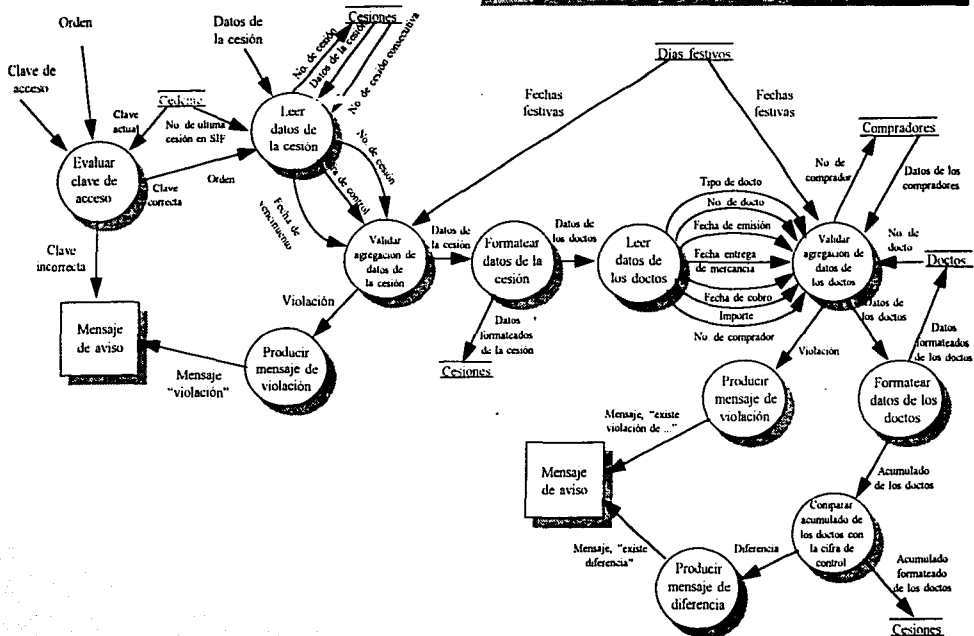 Orden
Clave de
acceso
Datos de
la cesión
Cesiones
No. de cesión
Datos de la cesión
No. de cesión consecutiva
Clave
actual
No. de ultima
cesión en SIF
Leer
datos de
la cesión
Evaluar
clave de
acceso
Clave
correcta
Orden
Clave
incorrecta
Mensaje
de aviso
Fecha de
vencimiento
de control
No. de cesión
Días festivos
Fechas
festivas
Fechas
festivas
Validar
agregación de
datos de
la cesión
Datos de
la cesión
Formatear
datos de la
cesión
Datos de
los doctos
Leer
datos de
los doctos
Violación
Producir
mensaje de
violación
Mensaje
“violación”
Datos
formateados
de la cesión
Cesiones
Tipo de docto
No. de docto
Fecha de emisión
Fecha entrega
de mercancia
Fecha de cobro
Importe
No. de comprador
Compradores
No de
comprador
Datos de los
compradores
Validar
agregación de
datos de
los doctos
No. de
docto
Doctos
Datos de
los doctos
Datos
formateados
de los doctos
Violación
Producir
mensaje de
violación
Formatear
datos de los
doctos
Mensaje, “existe
violación de ...”
Mensaje
de aviso
Acumulado
de los doctos
Comparar
acumulado de
los doctos con
la cifra de
control
Mensaje, “existe
diferencia”
Diferencia
Producir
mensaje de
diferencia
Acumulado
formateado
de los doctos
Cesiones